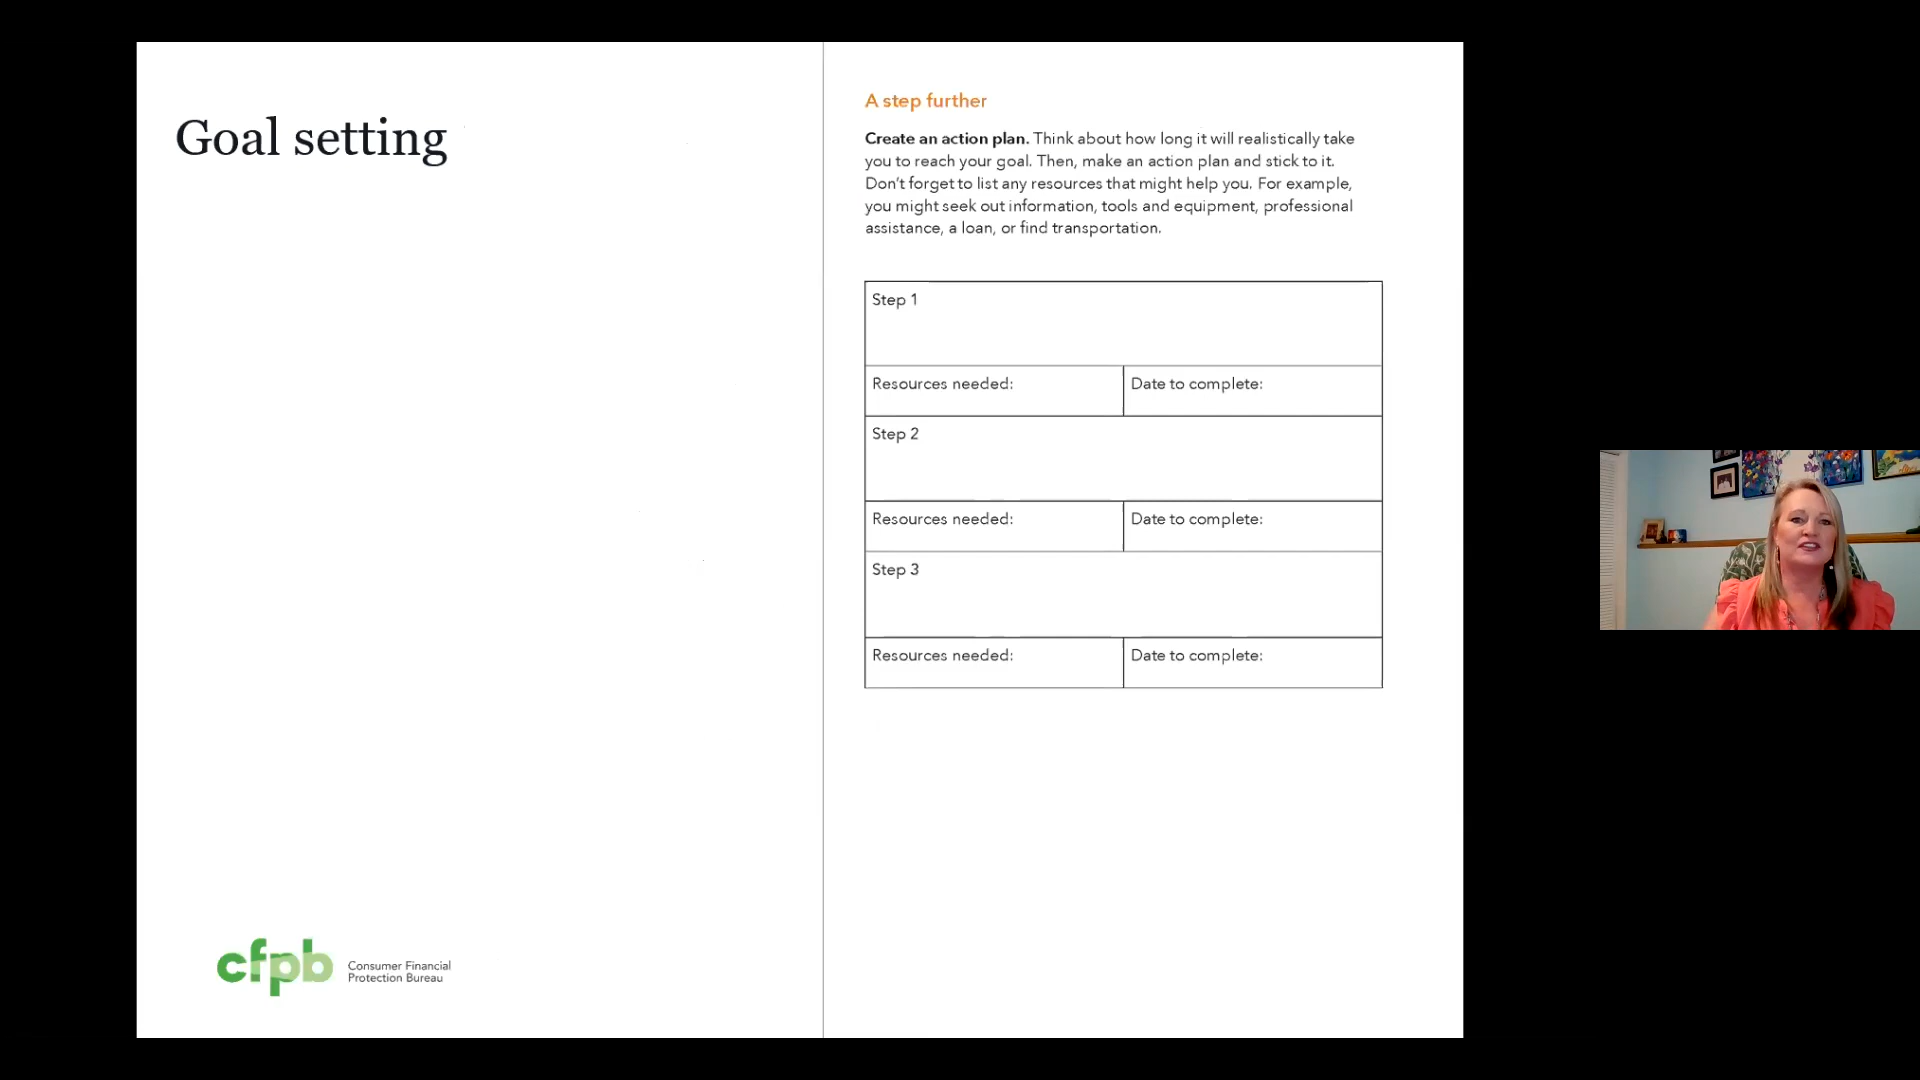 Goal setting
A step further
Create an action plan. Think about how long it will realistically take
you to reach your goal. Then, make an action plan and stick to it.
Don't forget to list any resources that might help you. For example,
you might seek out information, tools and equipment, professional
assistance, a loan, or find transportation.
Step 1
Resources needed:
Date to complete:
Step 2
Resources needed:
Date to complete:
Step 3
Resources needed:
Date to complete:
cfpb
Consumer Financial
Protection Bureau